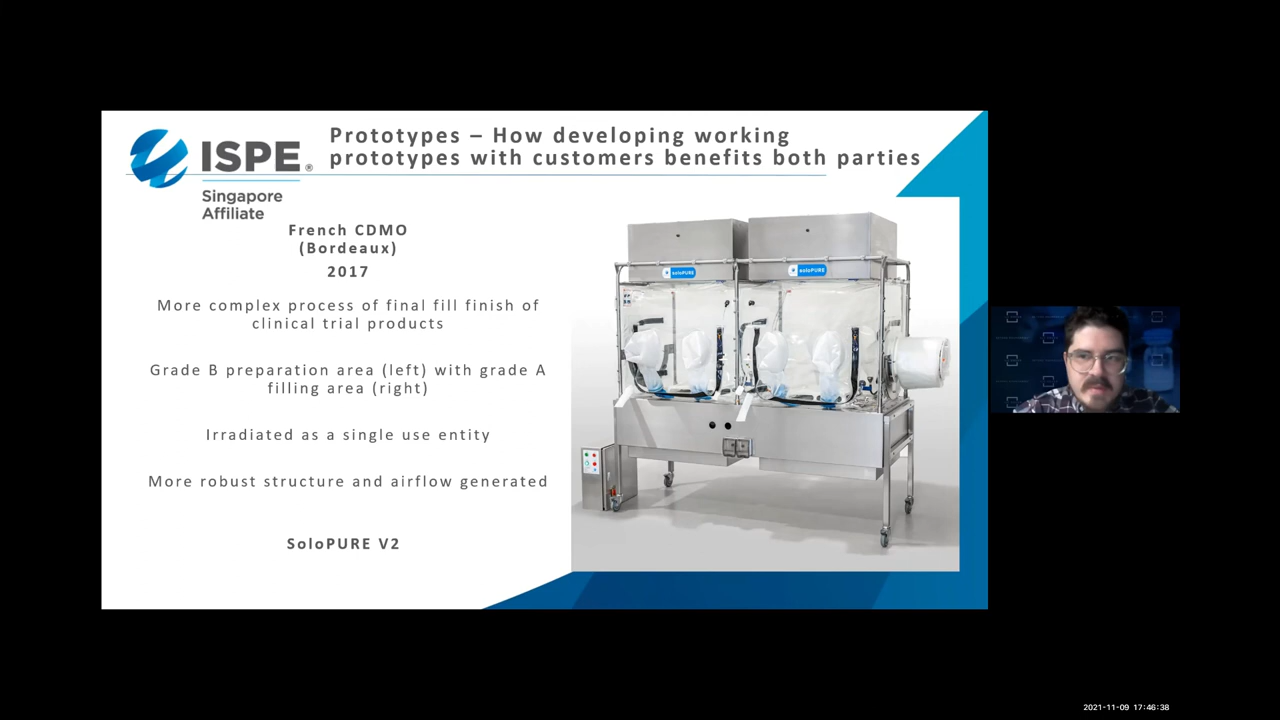 Prototypes – How developing working
prototypes with customers benefits both parties
ISPE®
Singapore
Affiliate
French CDMO
(Bordeaux)
2017
More complex process of final fill finish of
clinical trial products
Grade B preparation area (left) with grade A
filling area (right)
Irradiated as a single use entity
More robust structure and airflow generated
SoloPURE V2
soloPURE
soloPURE
2021-11-09 17:46:38